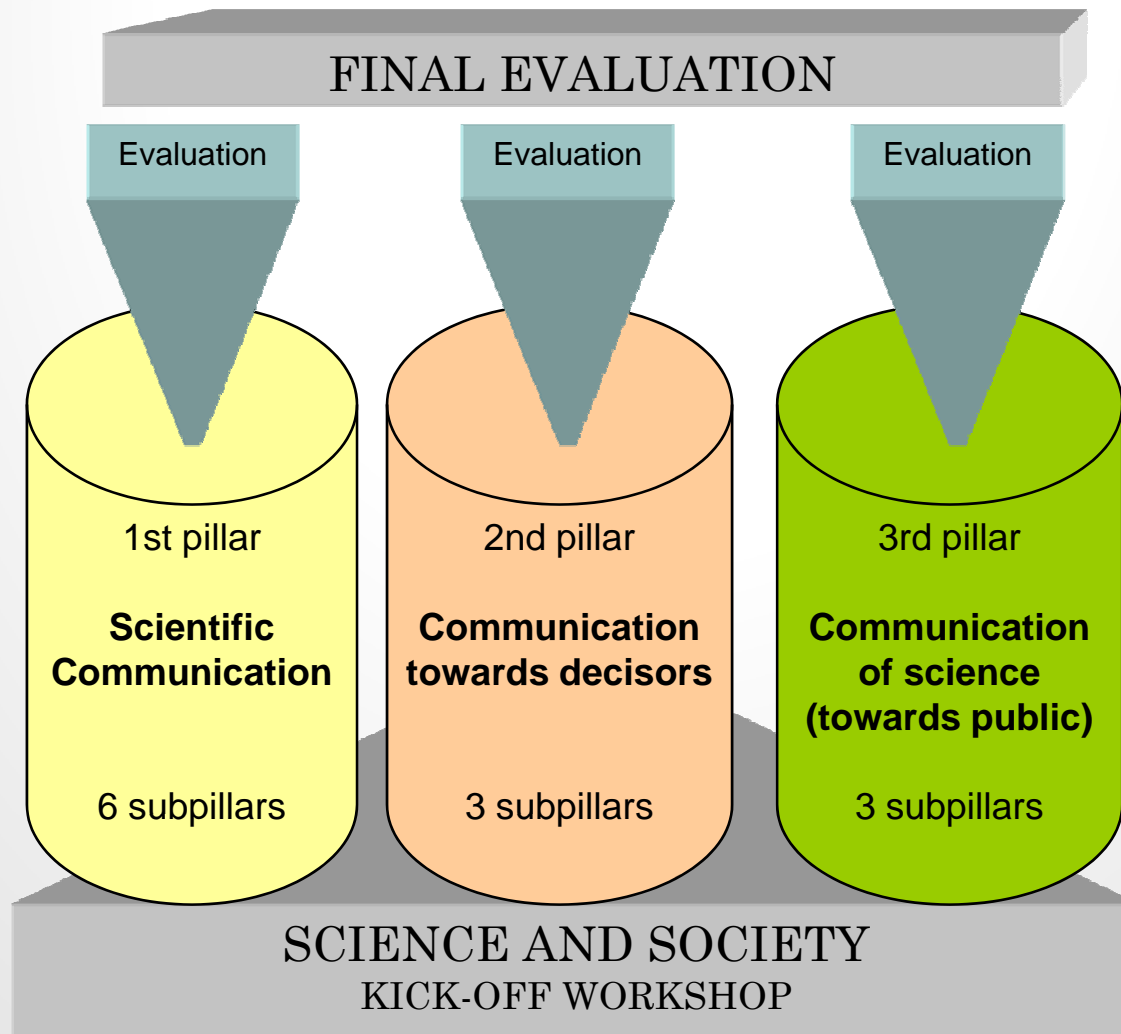 FINAL EVALUATION
Evaluation
Evaluation
Evaluation
1st pillar
Scientific
Communication
6 subpillars
2nd pillar
Communication
towards decisors
3 subpillars
3rd pillar
Communication
of science
(towards public)
3 subpillars
SCIENCE AND SOCIETY
KICK-OFF WORKSHOP